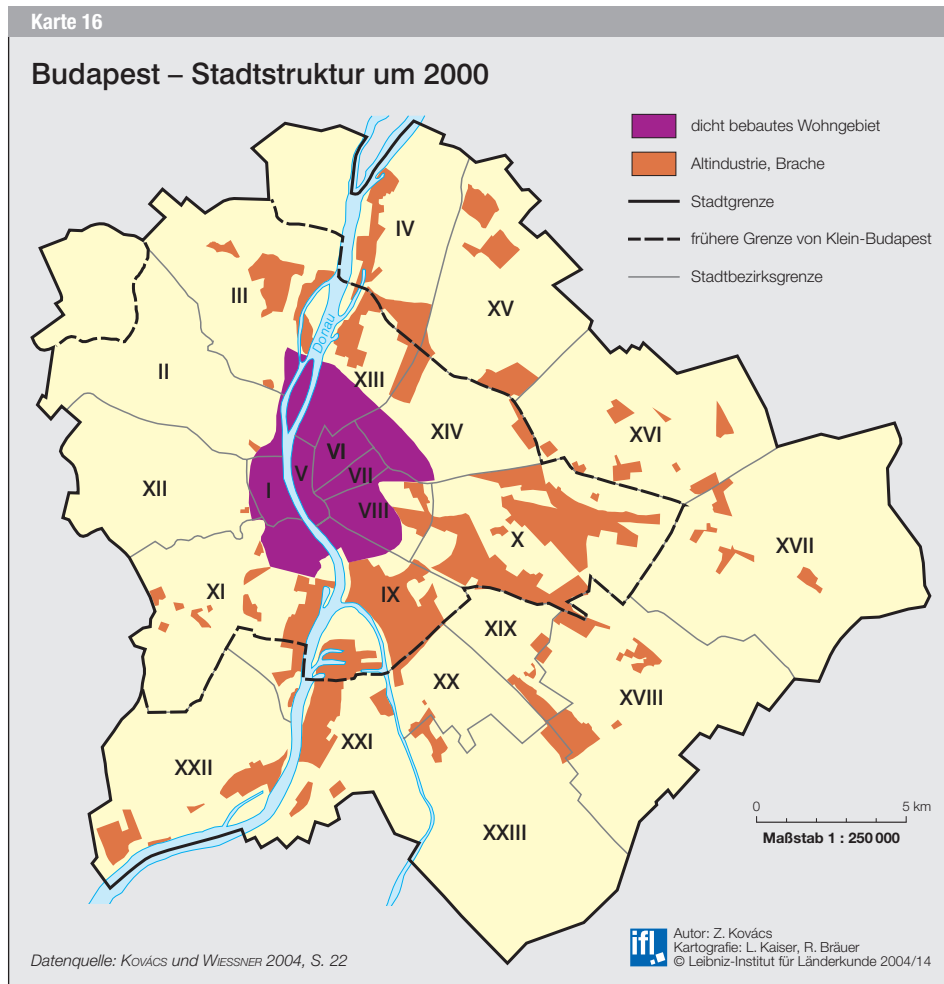 Karte 16
Budapest – Stadtstruktur um 2000
dicht bebautes Wohngebiet
Altindustrie, Brache
Stadtgrenze
frühere Grenze von Klein-Budapest
Stadtbezirksgrenze
IV
III
XV
Donau
II
XIII
XIV
XVI
VI
XII
V
VII
I
VIII
X
XVII
XI
IX
XIX
XX
XVIII
XXI
XXII
XXIII
0 5 km
Maßstab 1 : 250 000
Datenquelle: KOVÁCS und WIESSNER 2004, S. 22
ifl
Autor: Z. Kovács
Kartografie: L. Kaiser, R. Bräuer
© Leibniz-Institut für Länderkunde 2004/14